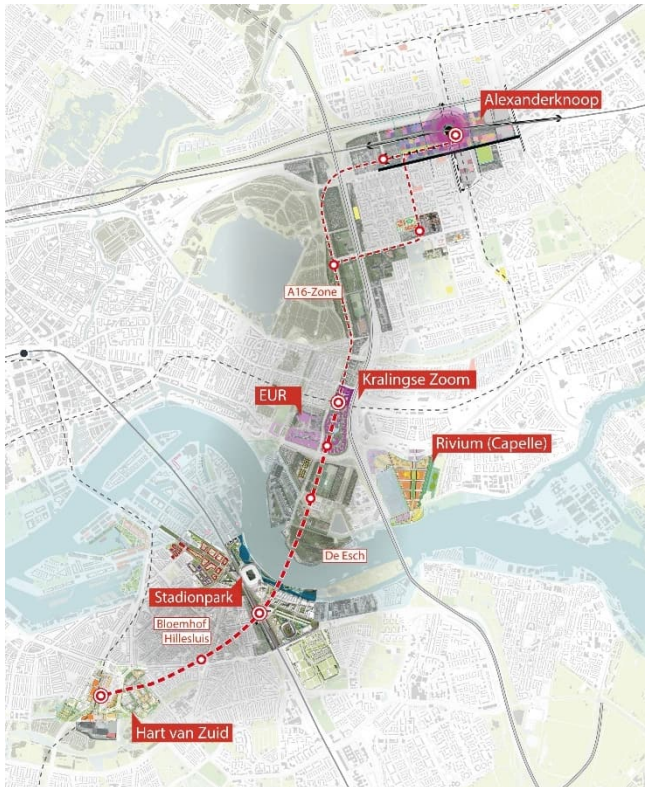 Alexanderknoop
A16-Zone
Kralingse Zoom
EUR
Rivium (Capelle)
De Esch
Stadionpark
Bloemhof
Hillesluis
Hart van Zuid